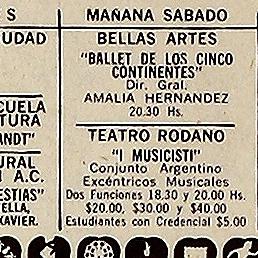 S
UDAD
CUELA
TURA
NDT"
URAL
A.C.
ESTIAS"
ELLA,
XAVIER.
MAÑANA SABADO
BELLAS ARTES
"BALLET DE LOS CINCO
CONTINENTES"
Dir. Gral.
AMALIA HERNANDEZ
20.30 Hs.
TEATRO RODANO
"I MUSICISTI"
Conjunto Argentino
Excéntricos Musicales
Dos Funciones 18.30 y 20.00 Hs.
$20.00, $30.00 y $40.00
Estudiantes con Credencial $5.00